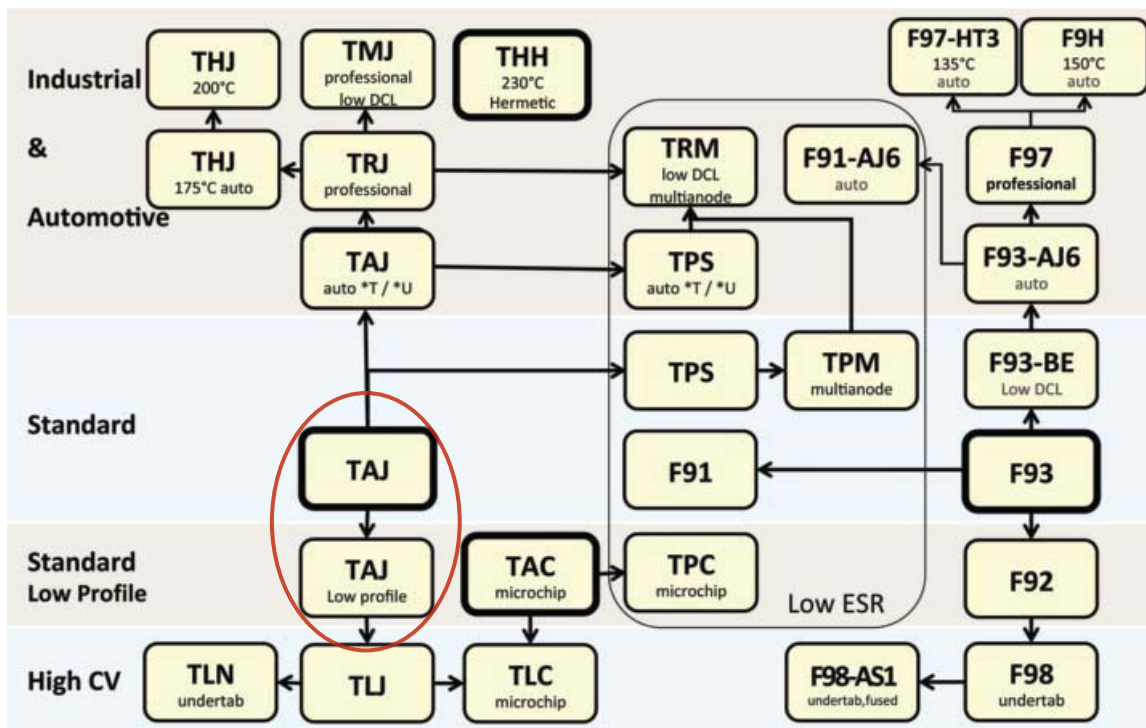 Industrial
&
Automotive
THJ
200°C
TMJ
professional
low DCL
THH
230°C
Hermetic
F97-HT3
135°C
auto
F9H
150°C
auto
THJ
175°C auto
TRJ
professional
TRM
low DCL
multianode
F91-AJ6
auto
F97
professional
TAJ
auto *T / *U
TPS
auto *T / *U
F93-AJ6
auto
Standard
TPS
TPM
multianode
F93-BE
Low DCL
TAJ
F91
F93
Standard
Low Profile
TAJ
Low profile
TAC
microchip
TPC
microchip
Low ESR
F92
High CV
TLN
undertab
TLJ
TLC
microchip
F98-AS1
undertab,fused
F98
undertab